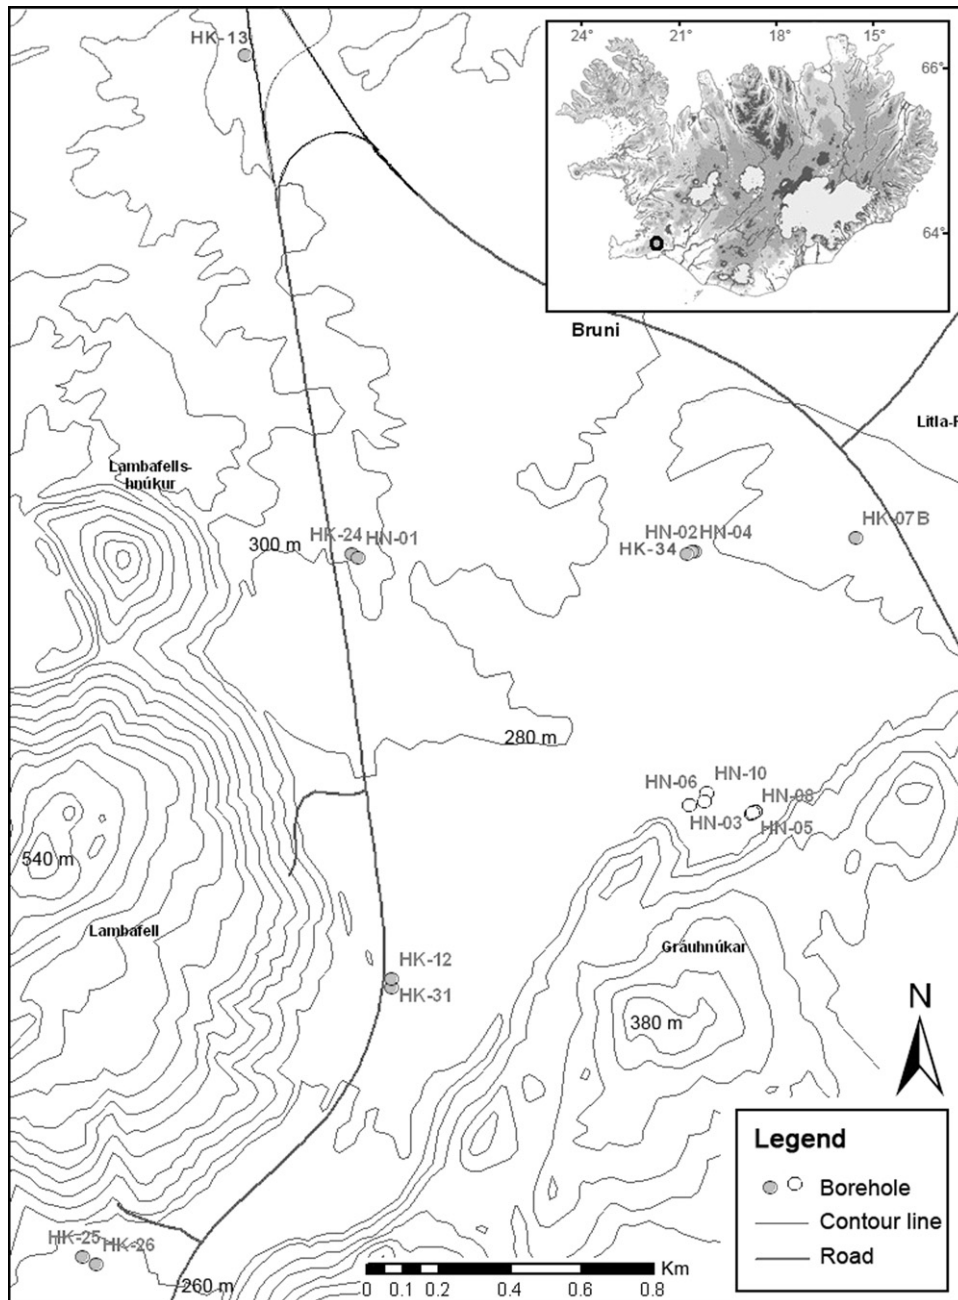 HK-13
24°
21°
18°
15°
66°
64°
Bruni
Litla-
Lambafells-
hnúkur
300 m
HK-24
HN-01
HN-02
HN-04
HK-34
HK-07B
280 m
HN-06
HN-10
HN-03
HN-08
HN-05
540 m
Lambafell
Gráuhnúkar
HK-12
HK-31
380 m
N
HK-25
HK-26
260 m
Legend
Borehole
Contour line
Road
Km
0 0.1 0.2 0.4 0.6 0.8